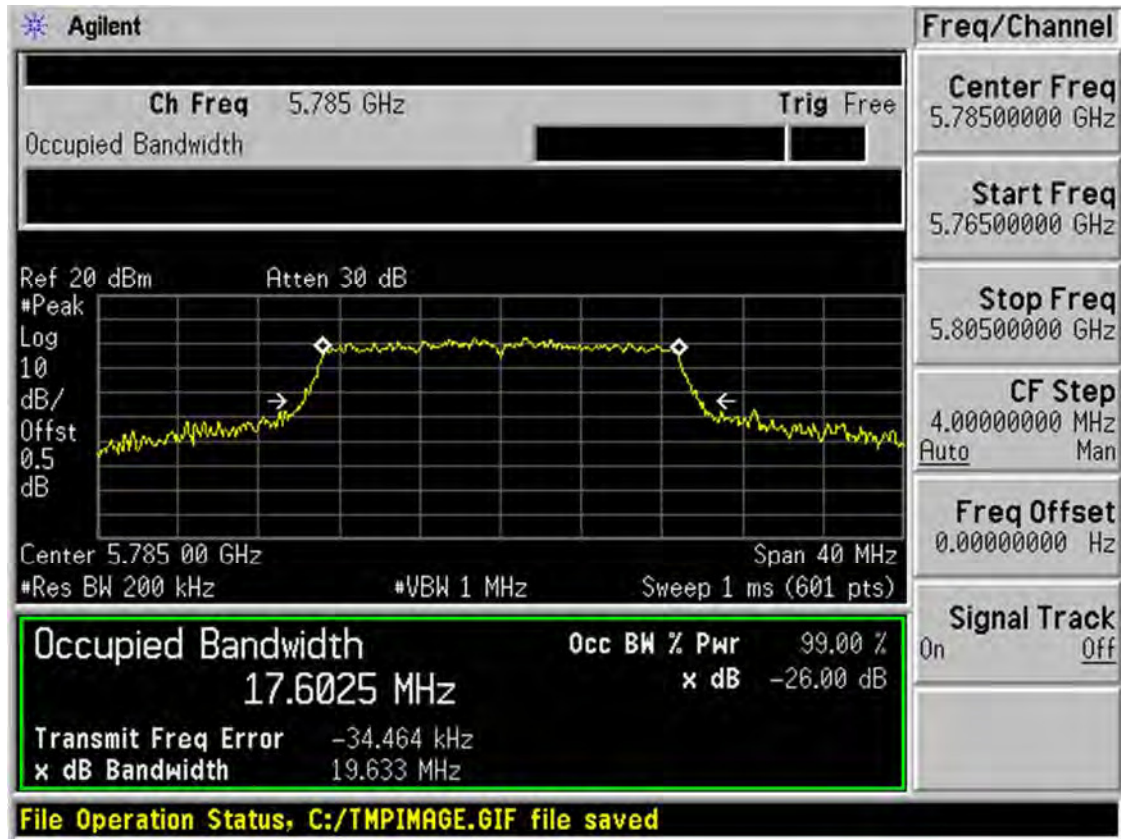 Agilent
Freq/Channel
Ch Freq 5.785 GHz Trig Free
Occupied Bandwidth
Center Freq
5.78500000 GHz
Start Freq
5.76500000 GHz
Stop Freq
5.80500000 GHz
CF Step
4.00000000 MHz
Auto Man
Freq Offset
0.00000000 Hz
Signal Track
On Off
Ref 20 dBm Atten 30 dB
#Peak
Log
10
dB/
Offst
0.5
dB
Center 5.785 00 GHz Span 40 MHz
#Res BW 200 kHz #VBW 1 MHz Sweep 1 ms (601 pts)
Occupied Bandwidth Occ BW % Pwr 99.00 %
17.6025 MHz x dB -26.00 dB
Transmit Freq Error -34.464 kHz
x dB Bandwidth 19.633 MHz
File Operation Status, C:/TMPIMAGE.GIF file saved